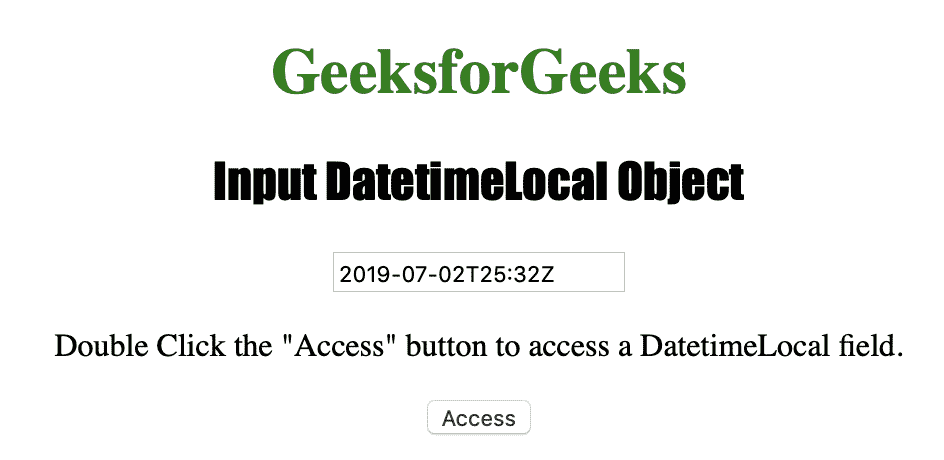 GeeksforGeeks
Input DatetimeLocal Object
2019-07-02T25:32Z
Double Click the "Access" button to access a DatetimeLocal field.
Access